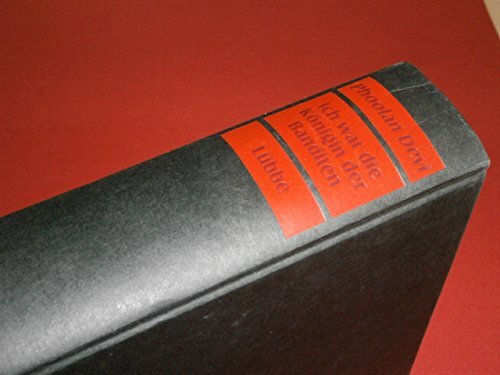 Phoolan Devi
Ich war die
Königin der
Banditen
Lübbe